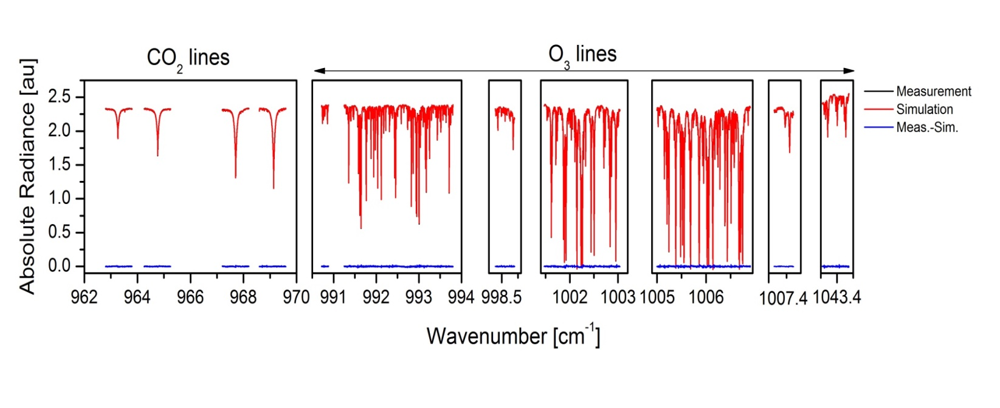 CO2 lines
O3 lines
Absolute Radiance [au]
2.5
2.0
1.5
1.0
0.5
0.0
Measurement
Simulation
Meas.-Sim.
962 964 966 968 970 991 992 993 994 998.5 1002 1003 1005 1006 1007.4 1043.4
Wavenumber [cm-1]